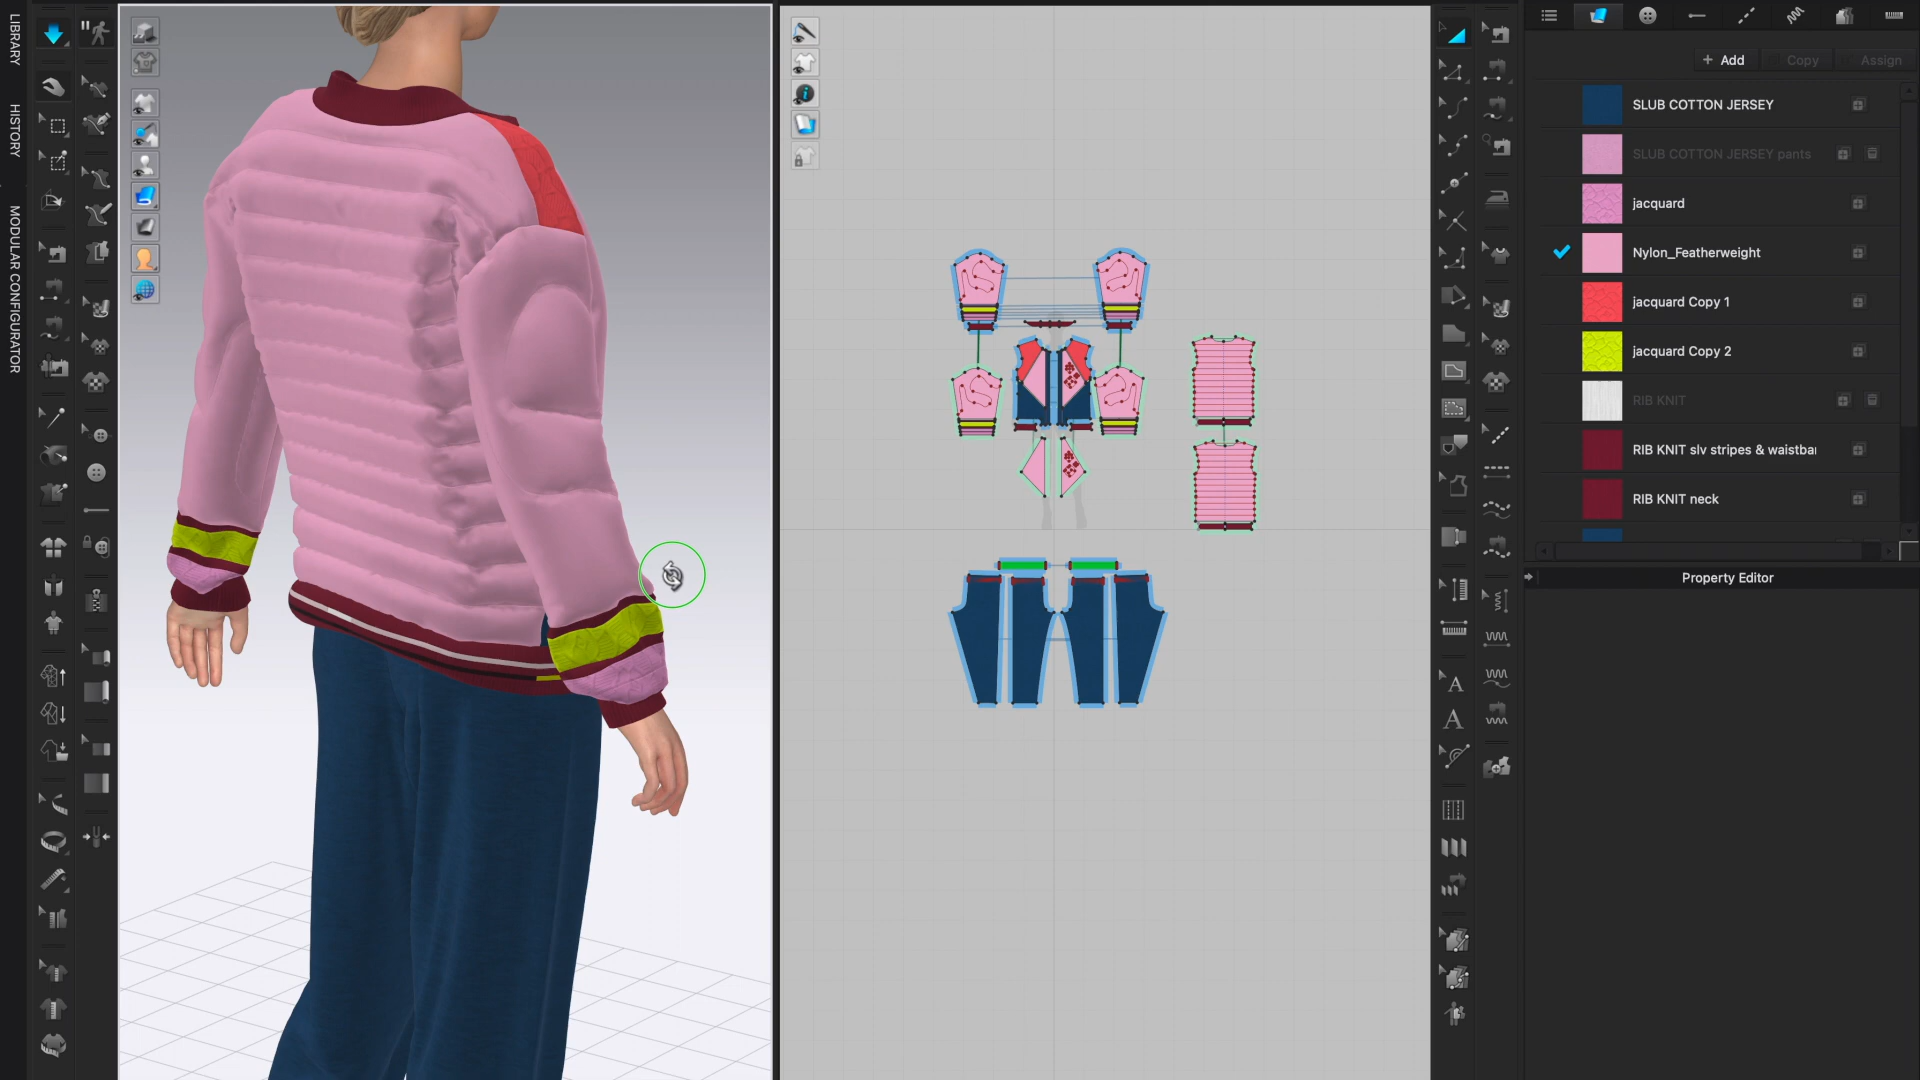 LIBRARY
HISTORY
MODULAR CONFIGURATOR
+ Add
Copy
Assign
SLUB COTTON JERSEY
SLUB COTTON JERSEY pants
jacquard
Nylon_Featherweight
jacquard Copy 1
jacquard Copy 2
RIB KNIT
RIB KNIT slv stripes & waistbar
RIB KNIT neck
Property Editor